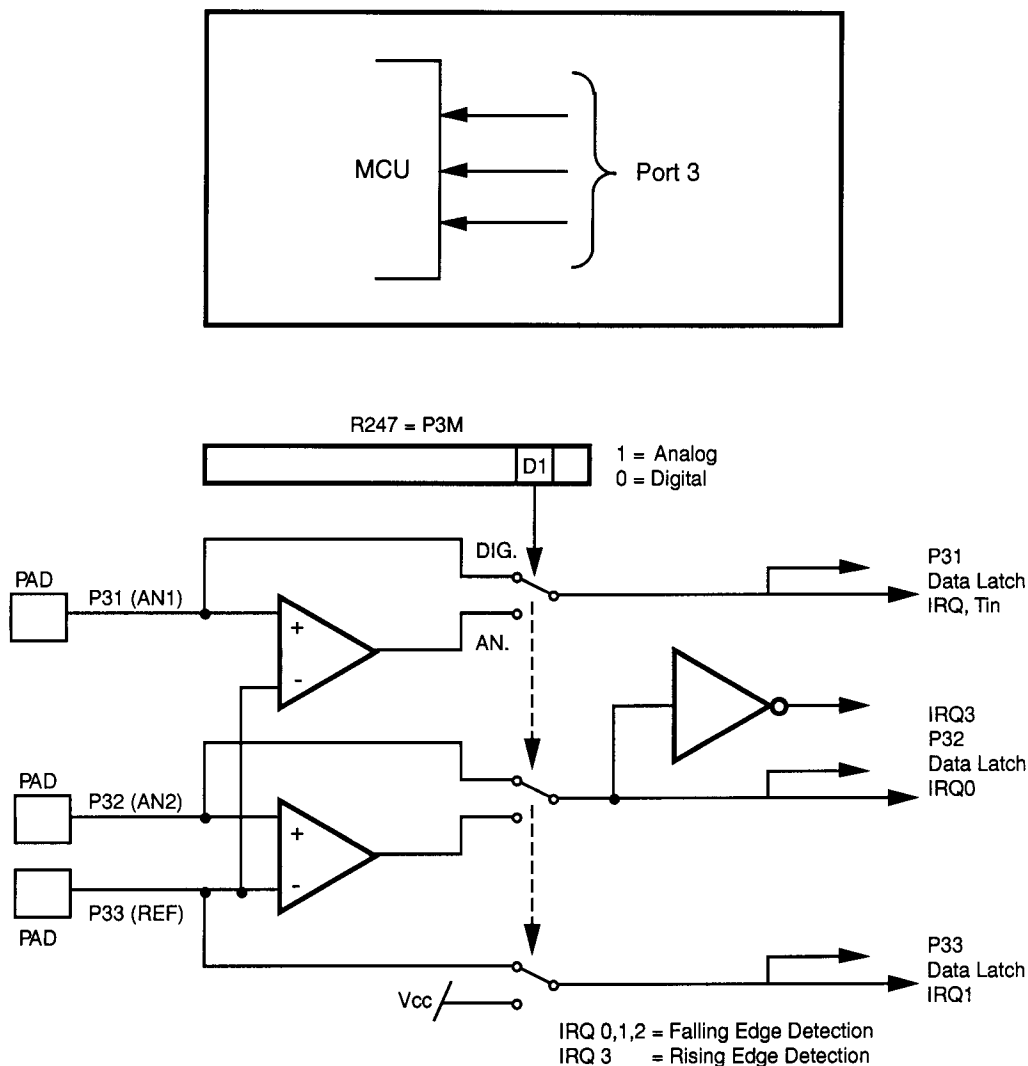 MCU
Port 3
R247 = P3M
D1
1 = Analog
0 = Digital
DIG.
PAD
P31 (AN1)
+
-
AN.
P31
Data Latch
IRQ, Tin
IRQ3
P32
Data Latch
IRQ0
PAD
P32 (AN2)
+
-
P33 (REF)
PAD
Vcc
P33
Data Latch
IRQ1
IRQ 0,1,2 = Falling Edge Detection
IRQ 3 = Rising Edge Detection